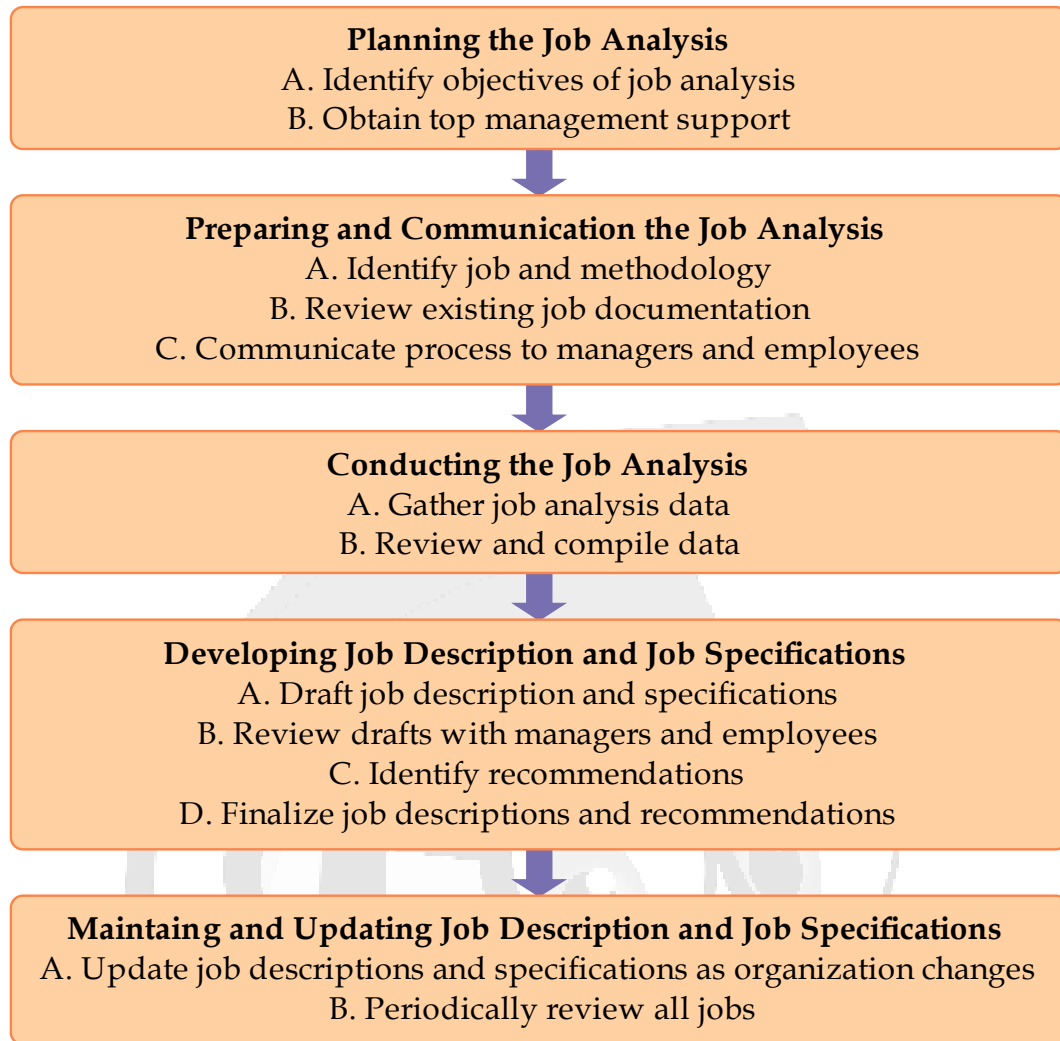 Planning the Job Analysis
A. Identify objectives of job analysis
B. Obtain top management support
Preparing and Communication the Job Analysis
A. Identify job and methodology
B. Review existing job documentation
C. Communicate process to managers and employees
Conducting the Job Analysis
A. Gather job analysis data
B. Review and compile data
Developing Job Description and Job Specifications
A. Draft job description and specifications
B. Review drafts with managers and employees
C. Identify recommendations
D. Finalize job descriptions and recommendations
Maintaing and Updating Job Description and Job Specifications
A. Update job descriptions and specifications as organization changes
B. Periodically review all jobs